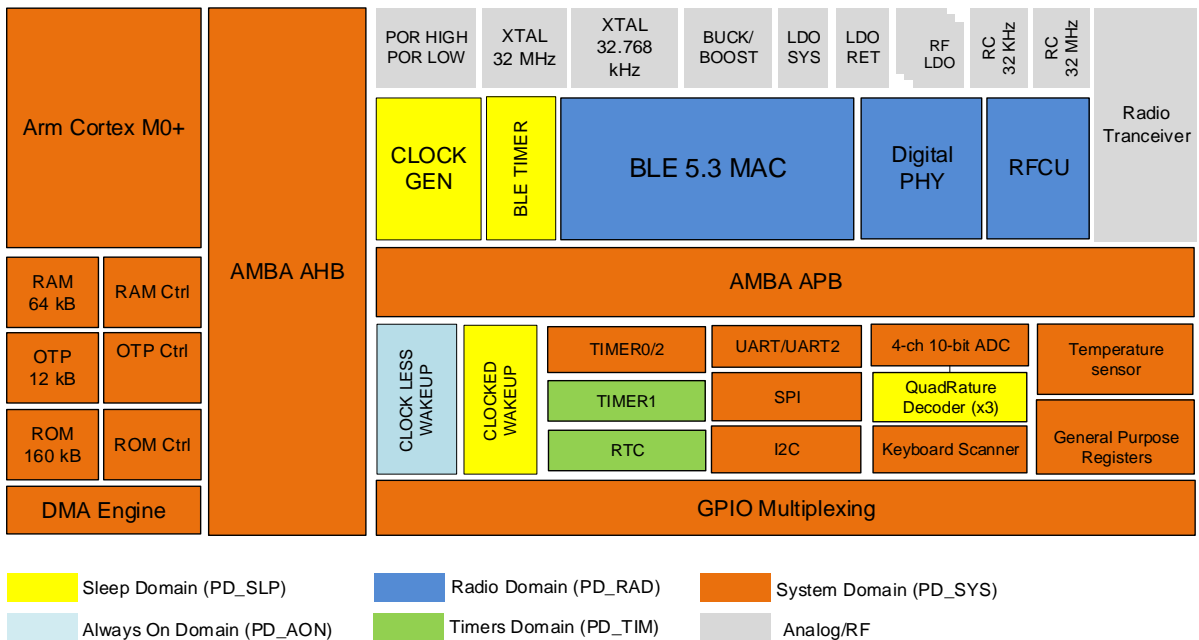 Arm Cortex M0+
RAM
64 kB
RAM Ctrl
OTP
12 kB
OTP Ctrl
ROM
160 kB
ROM Ctrl
DMA Engine
AMBA AHB
POR HIGH
POR LOW
XTAL
32 MHz
XTAL
32.768
kHz
BUCK/
BOOST
LDO
SYS
LDO
RET
RF
LDO
RC
32 KHz
RC
32 MHz
Radio
Tranceiver
CLOCK
GEN
BLE TIMER
BLE 5.3 MAC
Digital
PHY
RFCU
AMBA APB
CLOCK LESS
WAKEUP
CLOCKED
WAKEUP
TIMER0/2
TIMER1
RTC
UART/UART2
SPI
I2C
4-ch 10-bit ADC
QuadRature
Decoder (x3)
Keyboard Scanner
Temperature
sensor
General Purpose
Registers
GPIO Multiplexing
Sleep Domain (PD_SLP)
Radio Domain (PD_RAD)
System Domain (PD_SYS)
Always On Domain (PD_AON)
Timers Domain (PD_TIM)
Analog/RF